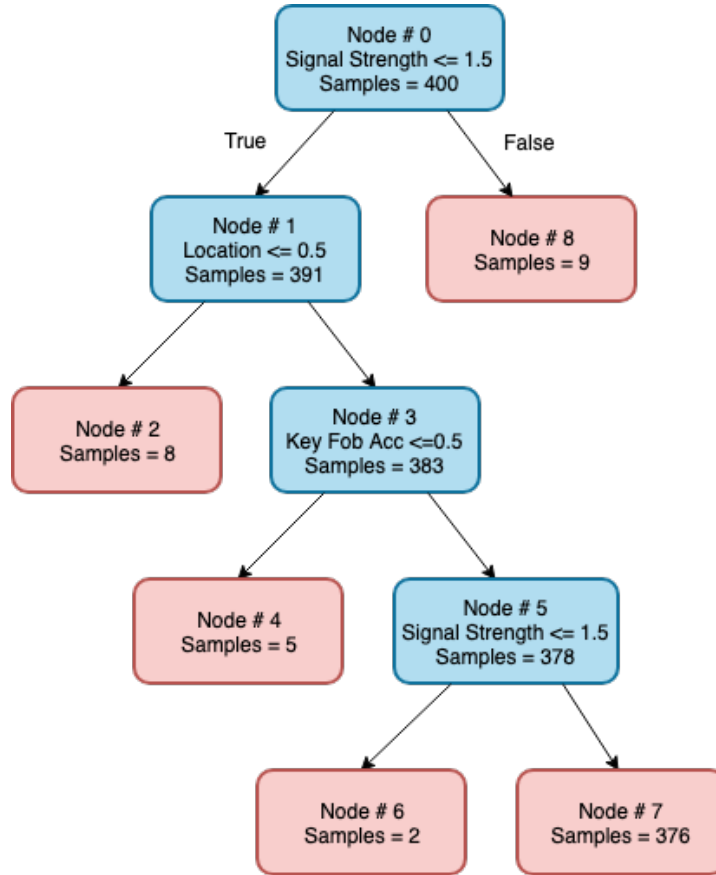 Node # 0
Signal Strength <= 1.5
Samples = 400
True
False
Node # 1
Location <= 0.5
Samples = 391
Node # 8
Samples = 9
Node # 2
Samples = 8
Node # 3
Key Fob Acc <=0.5
Samples = 383
Node # 4
Samples = 5
Node # 5
Signal Strength <= 1.5
Samples = 378
Node # 6
Samples = 2
Node # 7
Samples = 376